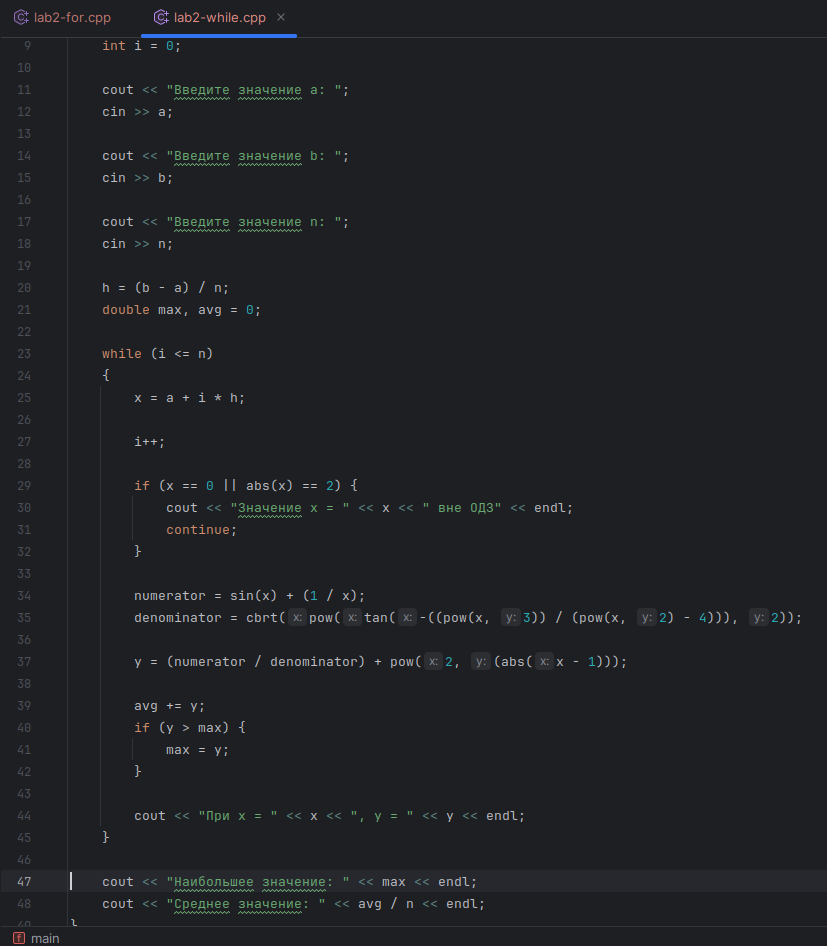 lab2-for.cpp lab2-while.cpp ×
9 int i = 0;
10
11 cout << "Введите значение a: ";
12 cin >> a;
13
14 cout << "Введите значение b: ";
15 cin >> b;
16
17 cout << "Введите значение n: ";
18 cin >> n;
19
20 h = (b - a) / n;
21 double max, avg = 0;
22
23 while (i <= n)
24 {
25 x = a + i * h;
26
27 i++;
28
29 if (x == 0 || abs(x) == 2) {
30 cout << "Значение x = " << x << " вне ОДЗ" << endl;
31 continue;
32 }
33
34 numerator = sin(x) + (1 / x);
35 denominator = cbrt(x: pow(x: tan(x: -((pow(x, y: 3)) / (pow(x, y: 2) - 4))), y: 2));
36
37 y = (numerator / denominator) + pow(x: 2, y: (abs(x: x - 1)));
38
39 avg += y;
40 if (y > max) {
41 max = y;
42 }
43
44 cout << "При x = " << x << ", y = " << y << endl;
45 }
46
47 cout << "Наибольшее значение: " << max << endl;
48 cout << "Среднее значение: " << avg / n << endl;
49 }
f main